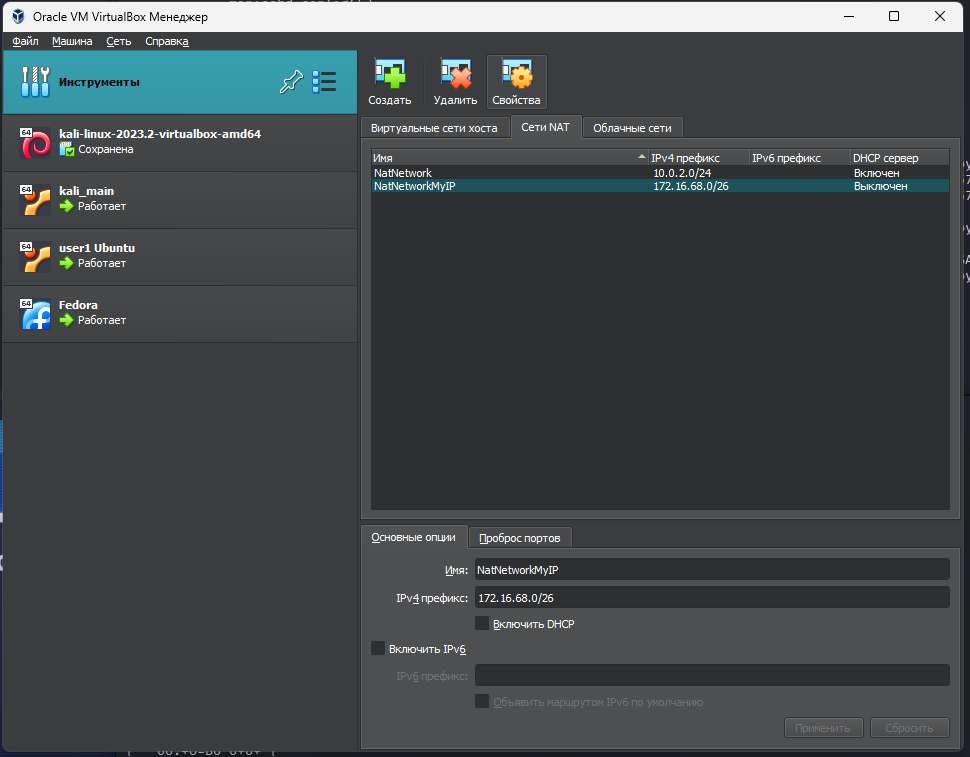 Oracle VM VirtualBox Менеджер
Файл Машина Сеть Справка
Инструменты
Создать Удалить Свойства
Виртуальные сети хоста Сети NAT Облачные сети
Имя IPv4 префикс IPv6 префикс DHCP сервер
NatNetwork 10.0.2.0/24 Включен
NatNetworkMyIP 172.16.68.0/26 Выключен
64 kali-linux-2023.2-virtualbox-amd64
Сохранена
64 kali_main
Работает
64 user1 Ubuntu
Работает
64 Fedora
Работает
Основные опции Проброс портов
Имя: NatNetworkMyIP
IPv4 префикс: 172.16.68.0/26
Включить DHCP
Включить IPv6
IPv6 префикс:
Объявить маршрутом IPv6 по умолчанию
Применить Сбросить